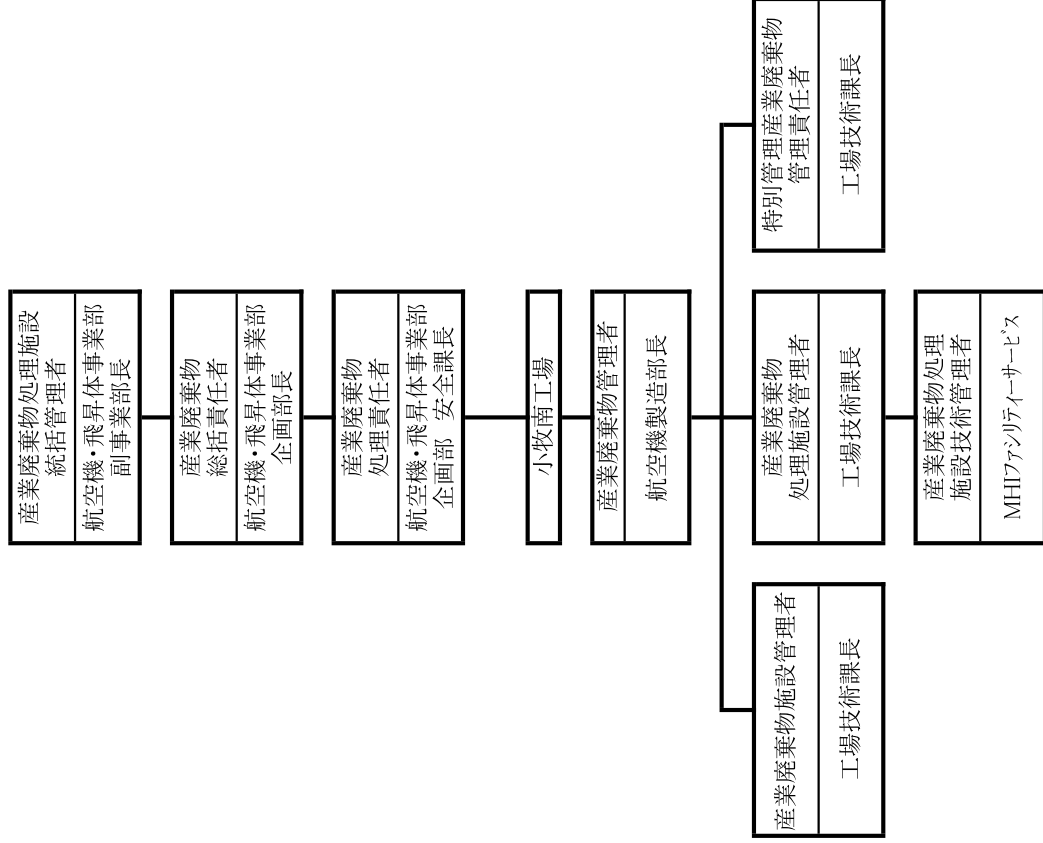 産業廃棄物処理施設
統括管理者
航空機・飛昇体事業部
副事業部長
産業廃棄物
総括責任者
航空機・飛昇体事業部
企画部長
産業廃棄物
処理責任者
航空機・飛昇体事業部
企画部 安全課長
小牧南工場
産業廃棄物管理者
航空機製造部長
産業廃棄物施設管理者
工場技術課長
産業廃棄物
処理施設管理者
工場技術課長
特別管理産業廃棄物
管理責任者
工場技術課長
産業廃棄物処理
施設技術管理者
MHIファシリティーサービス